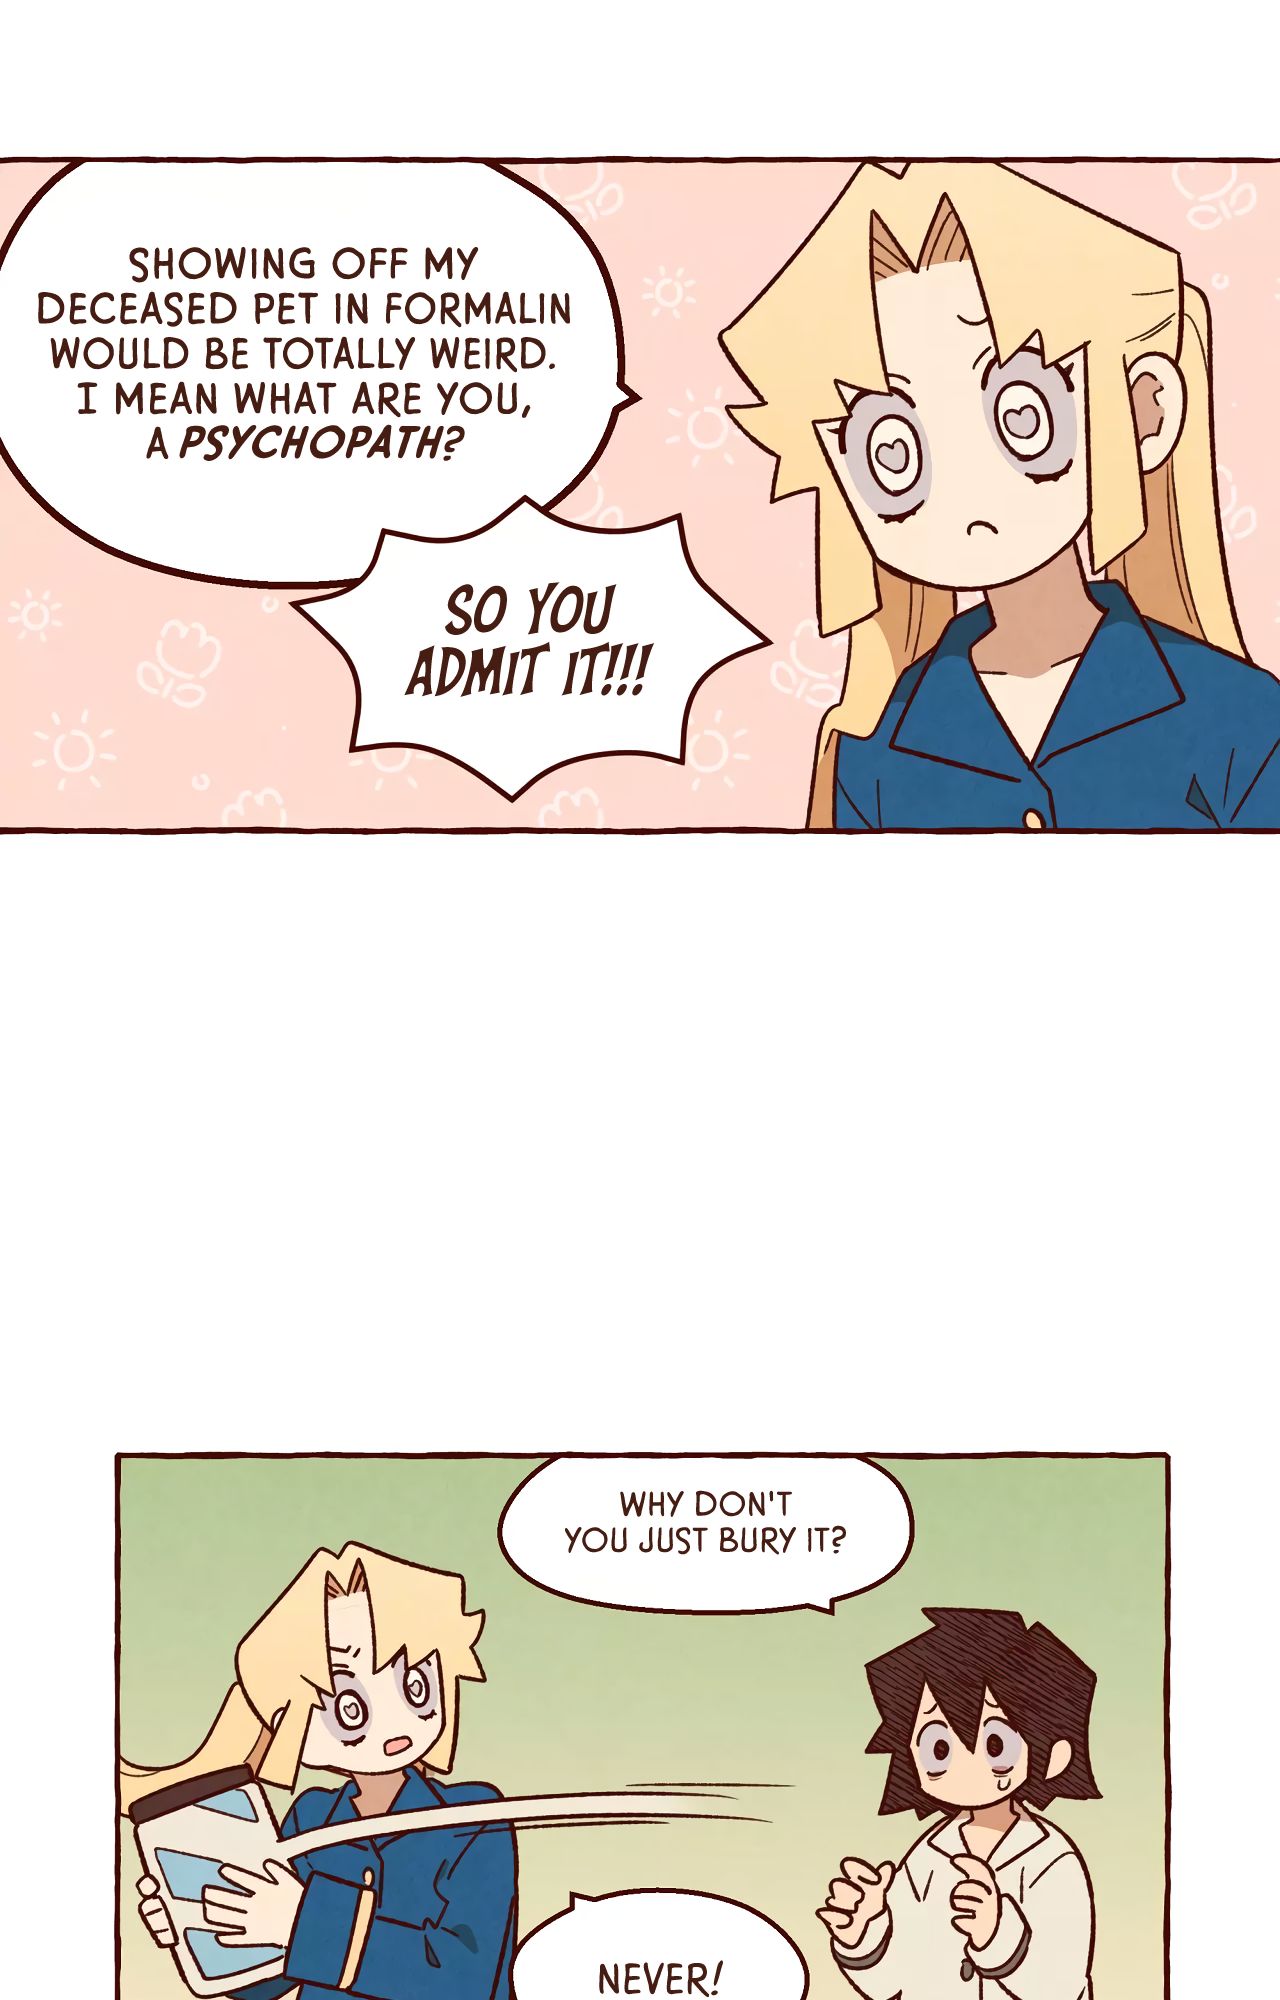 SHOWING OFF MY
DECEASED PET IN FORMALIN
WOULD BE TOTALLY WEIRD.
I MEAN WHAT ARE YOU,
A PSYCHOPATH?
SO YOU
ADMIT IT!!!
WHY DON'T
YOU JUST BURY IT?
NEVER!